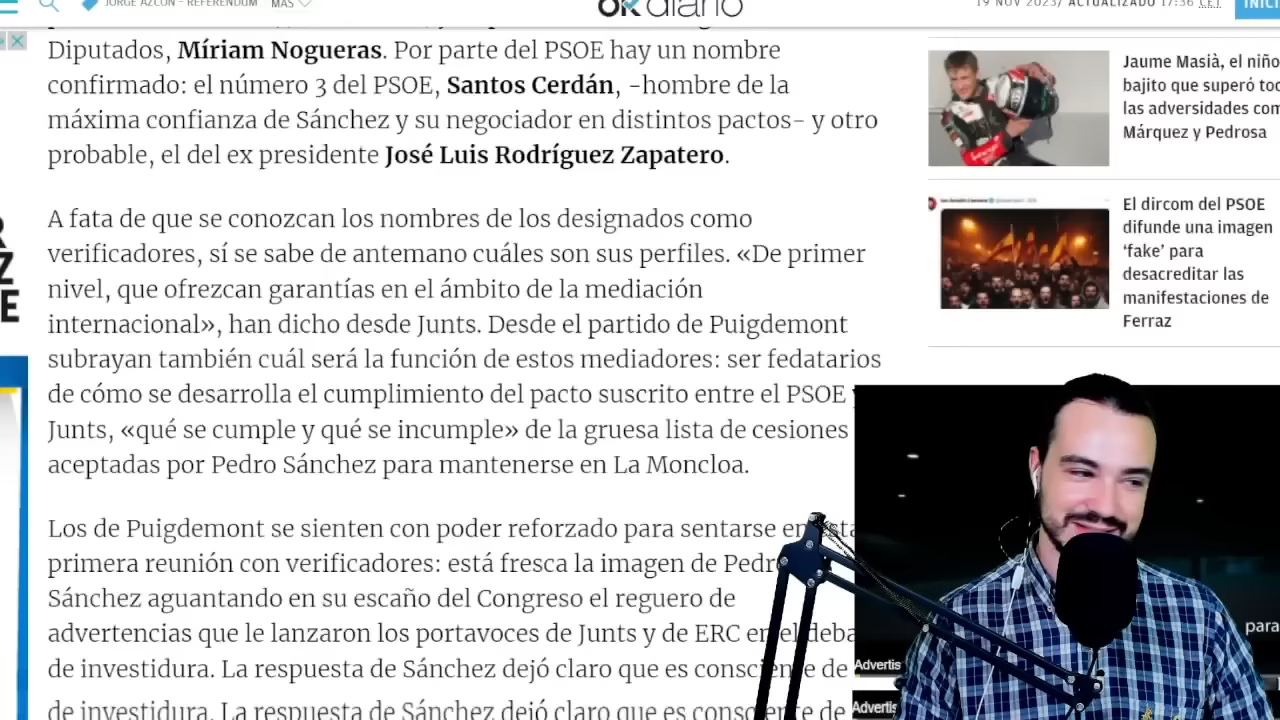 JORGE AZCÓN - REFERÉNDUM
MÁS
okdiario
19 NOV 2023/ ACTUALIZADO 17:36 CET
INICI
Diputados, Míriam Nogueras. Por parte del PSOE hay un nombre
confirmado: el número 3 del PSOE, Santos Cerdán, -hombre de la
máxima confianza de Sánchez y su negociador en distintos pactos- y otro
probable, el del ex presidente José Luis Rodríguez Zapatero.
A fata de que se conozcan los nombres de los designados como
verificadores, sí se sabe de antemano cuáles son sus perfiles. «De primer
nivel, que ofrezcan garantías en el ámbito de la mediación
internacional», han dicho desde Junts. Desde el partido de Puigdemont
subrayan también cuál será la función de estos mediadores: ser fedatarios
de cómo se desarrolla el cumplimiento del pacto suscrito entre el PSOE y
Junts, «qué se cumple y qué se incumple» de la gruesa lista de cesiones
aceptadas por Pedro Sánchez para mantenerse en La Moncloa.
Los de Puigdemont se sienten con poder reforzado para sentarse en esta
primera reunión con verificadores: está fresca la imagen de Pedr
Sánchez aguantando en su escaño del Congreso el reguero de
advertencias que le lanzaron los portavoces de Junts y de ERC en el deba
de investidura. La respuesta de Sánchez dejó claro que es consciente de
de investidura. La respuesta de Sánchez dejó claro que es consciente de
Jaume Masià, el niño
bajito que superó tod
las adversidades con
Márquez y Pedrosa
El dircom del PSOE
difunde una imagen
‘fake’ para
desacreditar las
manifestaciones de
Ferraz
R
Z
E
para
Advertis
Advertis